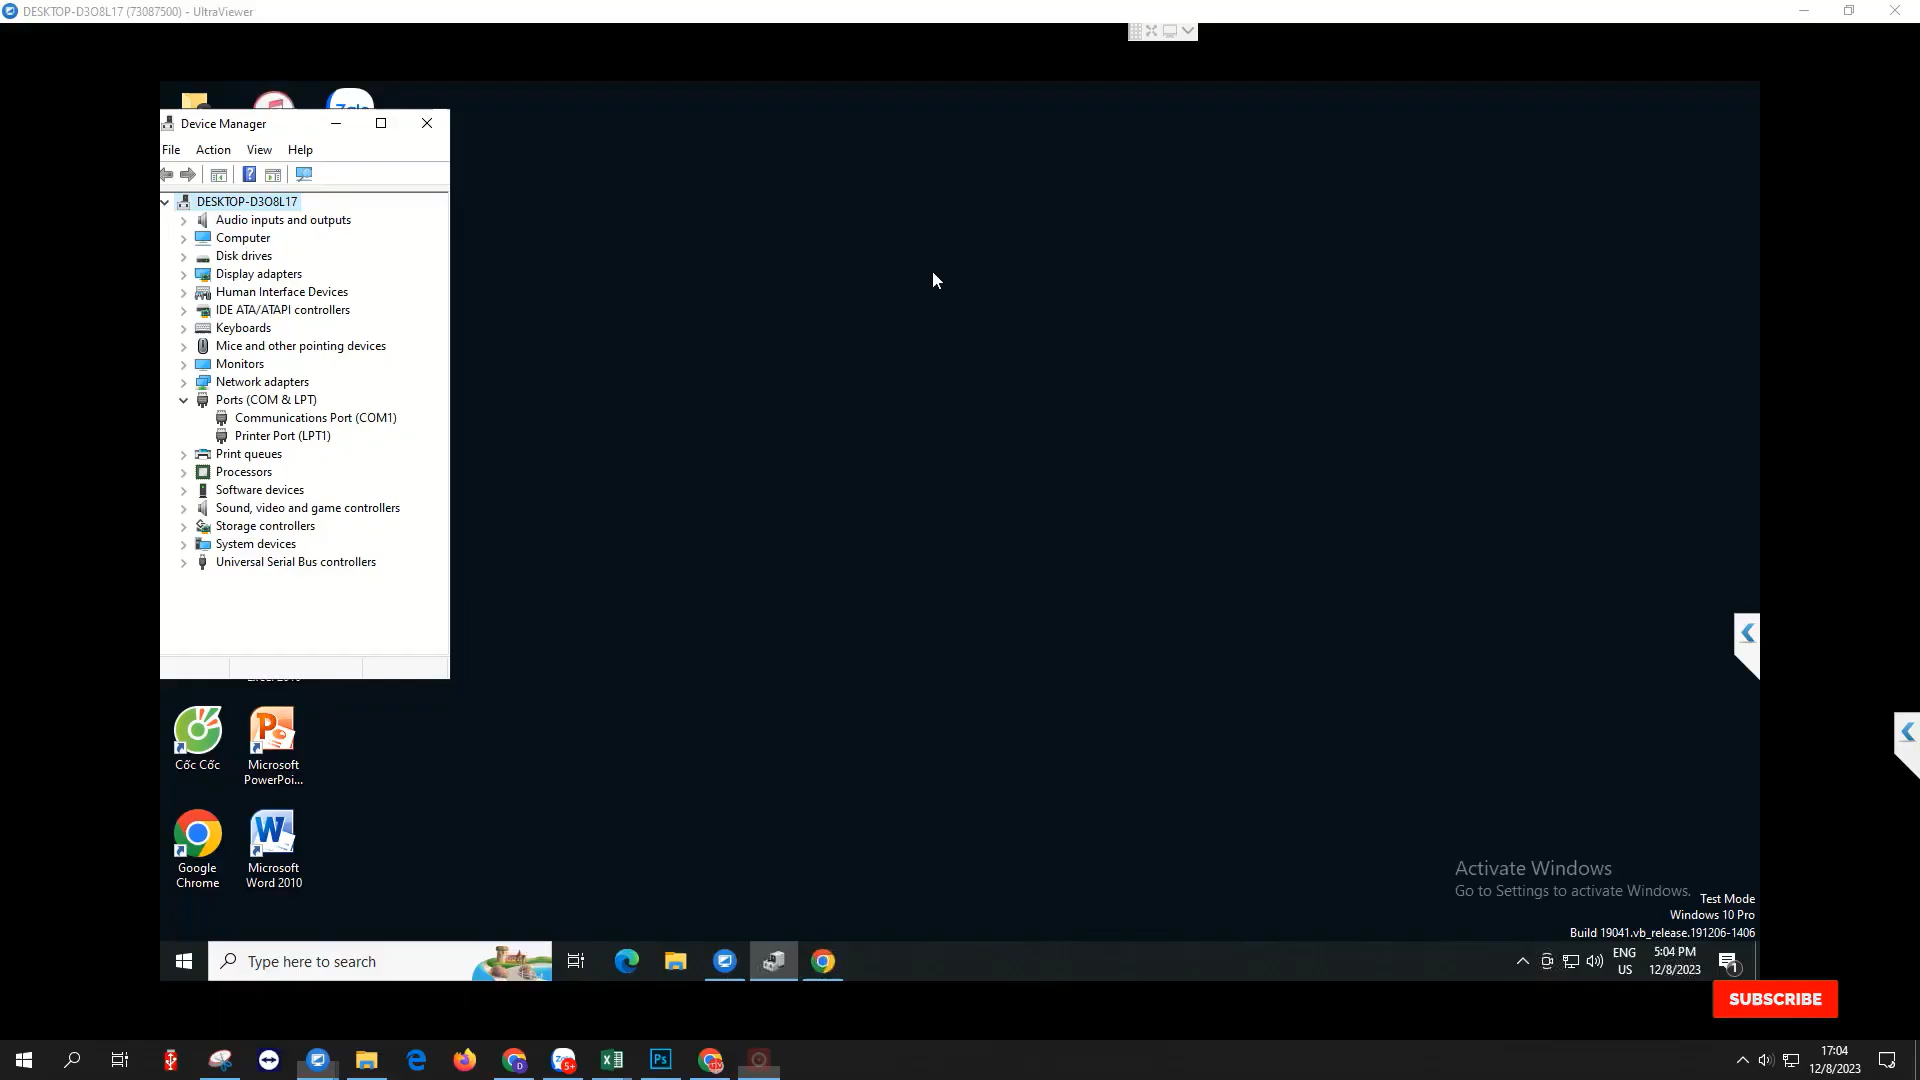 DESKTOP-D3O8L17 (73087500) - UltraViewer
Zalo
Device Manager
File Action View Help
DESKTOP-D3O8L17
Audio inputs and outputs
Computer
Disk drives
Display adapters
Human Interface Devices
IDE ATA/ATAPI controllers
Keyboards
Mice and other pointing devices
Monitors
Network adapters
Ports (COM & LPT)
Communications Port (COM1)
Printer Port (LPT1)
Print queues
Processors
Software devices
Sound, video and game controllers
Storage controllers
System devices
Universal Serial Bus controllers
Cốc Cốc
Microsoft
PowerPoi...
Google
Chrome
Microsoft
Word 2010
Activate Windows
Go to Settings to activate Windows.
Test Mode
Windows 10 Pro
Build 19041.vb_release.191206-1406
Type here to search
ENG
US
5:04 PM
12/8/2023
1
SUBSCRIBE
17:04
12/8/2023